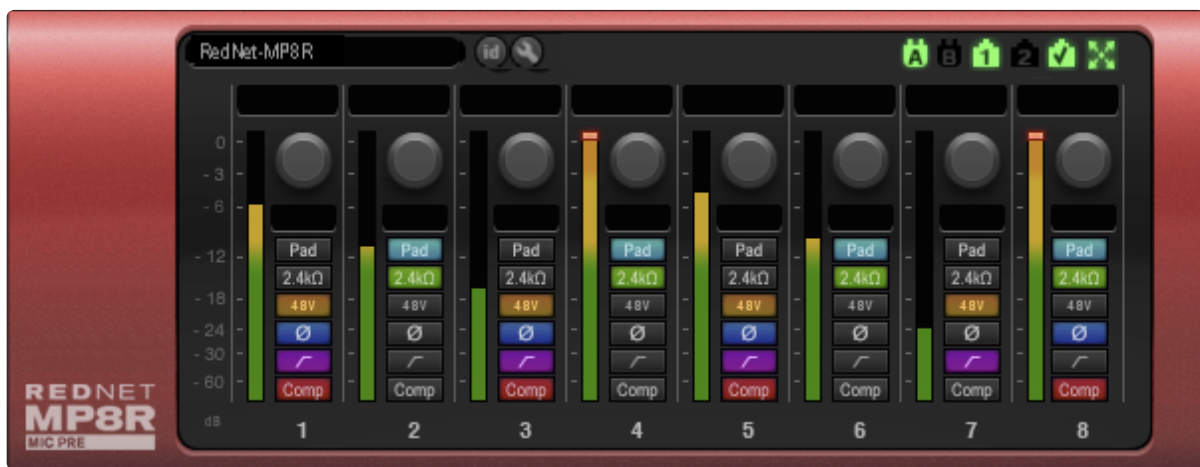 RedNet-MP8R id A B 1 2
0
- 3
- 6
- 12
- 18
- 24
- 30
- 60
dB
Pad Pad Pad Pad Pad Pad Pad Pad
2.4kΩ 2.4kΩ 2.4kΩ 2.4kΩ 2.4kΩ 2.4kΩ 2.4kΩ 2.4kΩ
48V 48V 48V 48V 48V 48V 48V 48V
Ø Ø Ø Ø Ø Ø Ø Ø
Comp Comp Comp Comp Comp Comp Comp Comp
1 2 3 4 5 6 7 8
REDNET
MP8R
MIC PRE